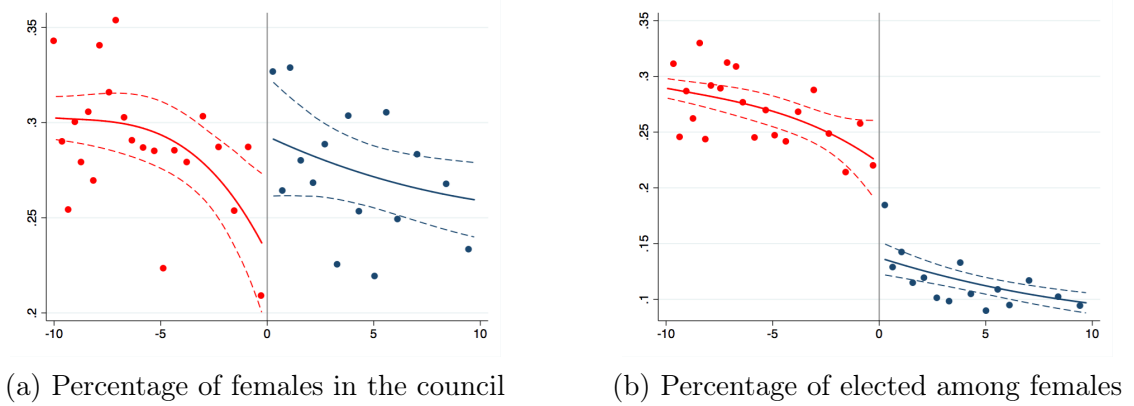 .35
.3
.25
.2
-10 -5 0 5 10
(a) Percentage of females in the council
.35
.3
.25
.2
.15
.1
-10 -5 0 5 10
(b) Percentage of elected among females